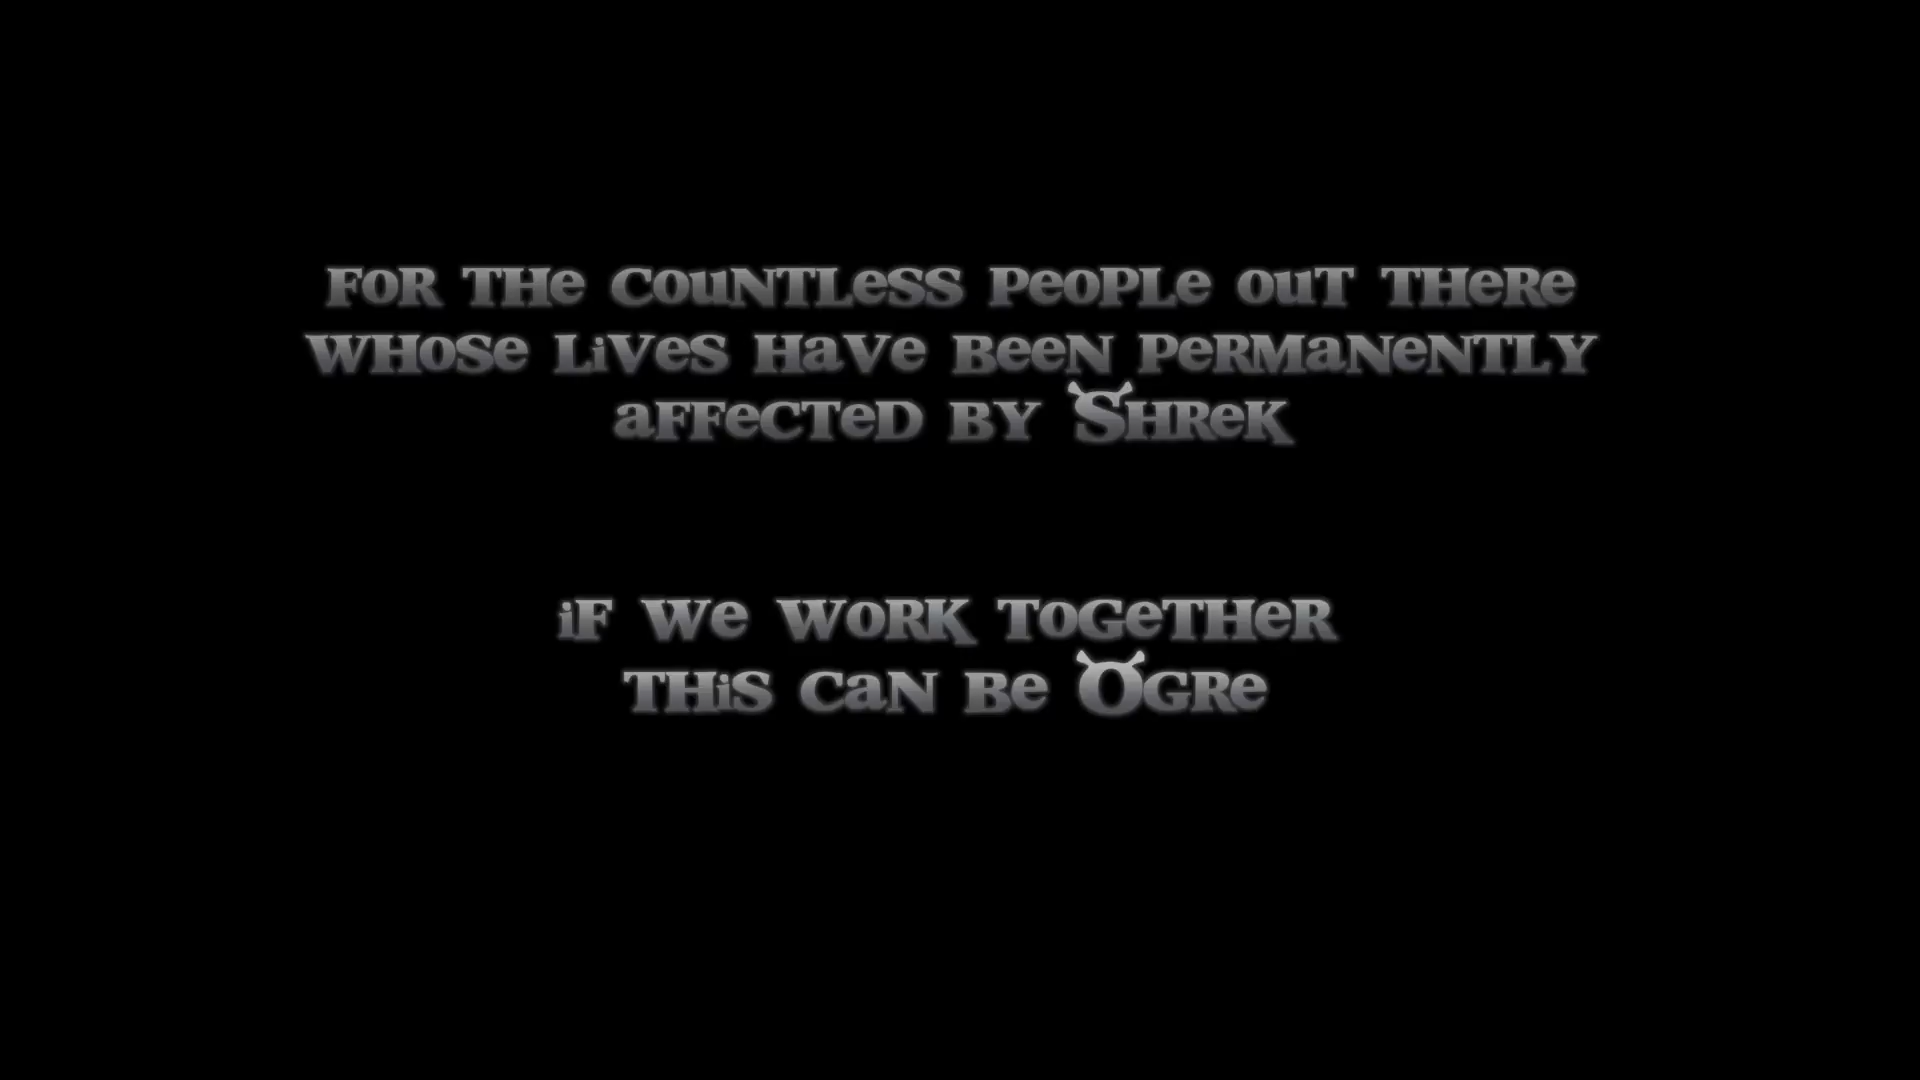 FOR THE COUNTLESS PEOPLE OUT THERE
WHOSE LIVES HAVE BEEN PERMANENTLY
AFFECTED BY SHREK
IF WE WORK TOGETHER
THIS CAN BE OGRE